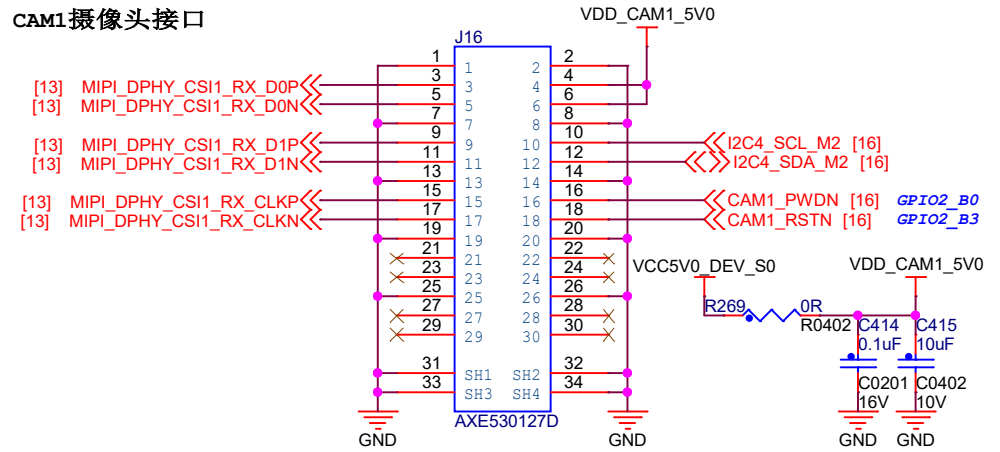 CAM1摄像头接口
VDD_CAM1_5V0
J16
1 1 2 2
[13] MIPI_DPHY_CSI1_RX_D0P 3 3 4 4
[13] MIPI_DPHY_CSI1_RX_D0N 5 5 6 6
7 7 8 8
[13] MIPI_DPHY_CSI1_RX_D1P 9 9 10 10 I2C4_SCL_M2 [16]
[13] MIPI_DPHY_CSI1_RX_D1N 11 11 12 12 I2C4_SDA_M2 [16]
13 13 14 14
[13] MIPI_DPHY_CSI1_RX_CLKP 15 15 16 16 CAM1_PWDN [16] GPIO2_B0
[13] MIPI_DPHY_CSI1_RX_CLKN 17 17 18 18 CAM1_RSTN [16] GPIO2_B3
19 19 20 20
21 21 22 22
23 23 24 24
25 25 26 26
27 27 28 28
29 29 30 30
31 SH1 SH2 32
33 SH3 SH4 34
AXE530127D
GND
GND
VCC5V0_DEV_S0
VDD_CAM1_5V0
R269 0R
R0402
C414
0.1uF
C0201
16V
GND
C415
10uF
C0402
10V
GND